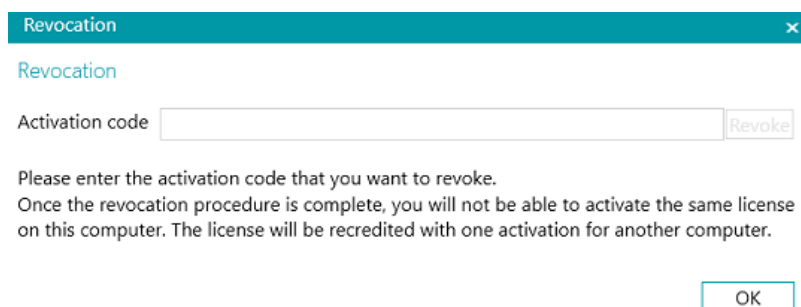 Revocation
Revocation
Activation code
Revoke
Please enter the activation code that you want to revoke.
Once the revocation procedure is complete, you will not be able to activate the same license
on this computer. The license will be recredited with one activation for another computer.
OK